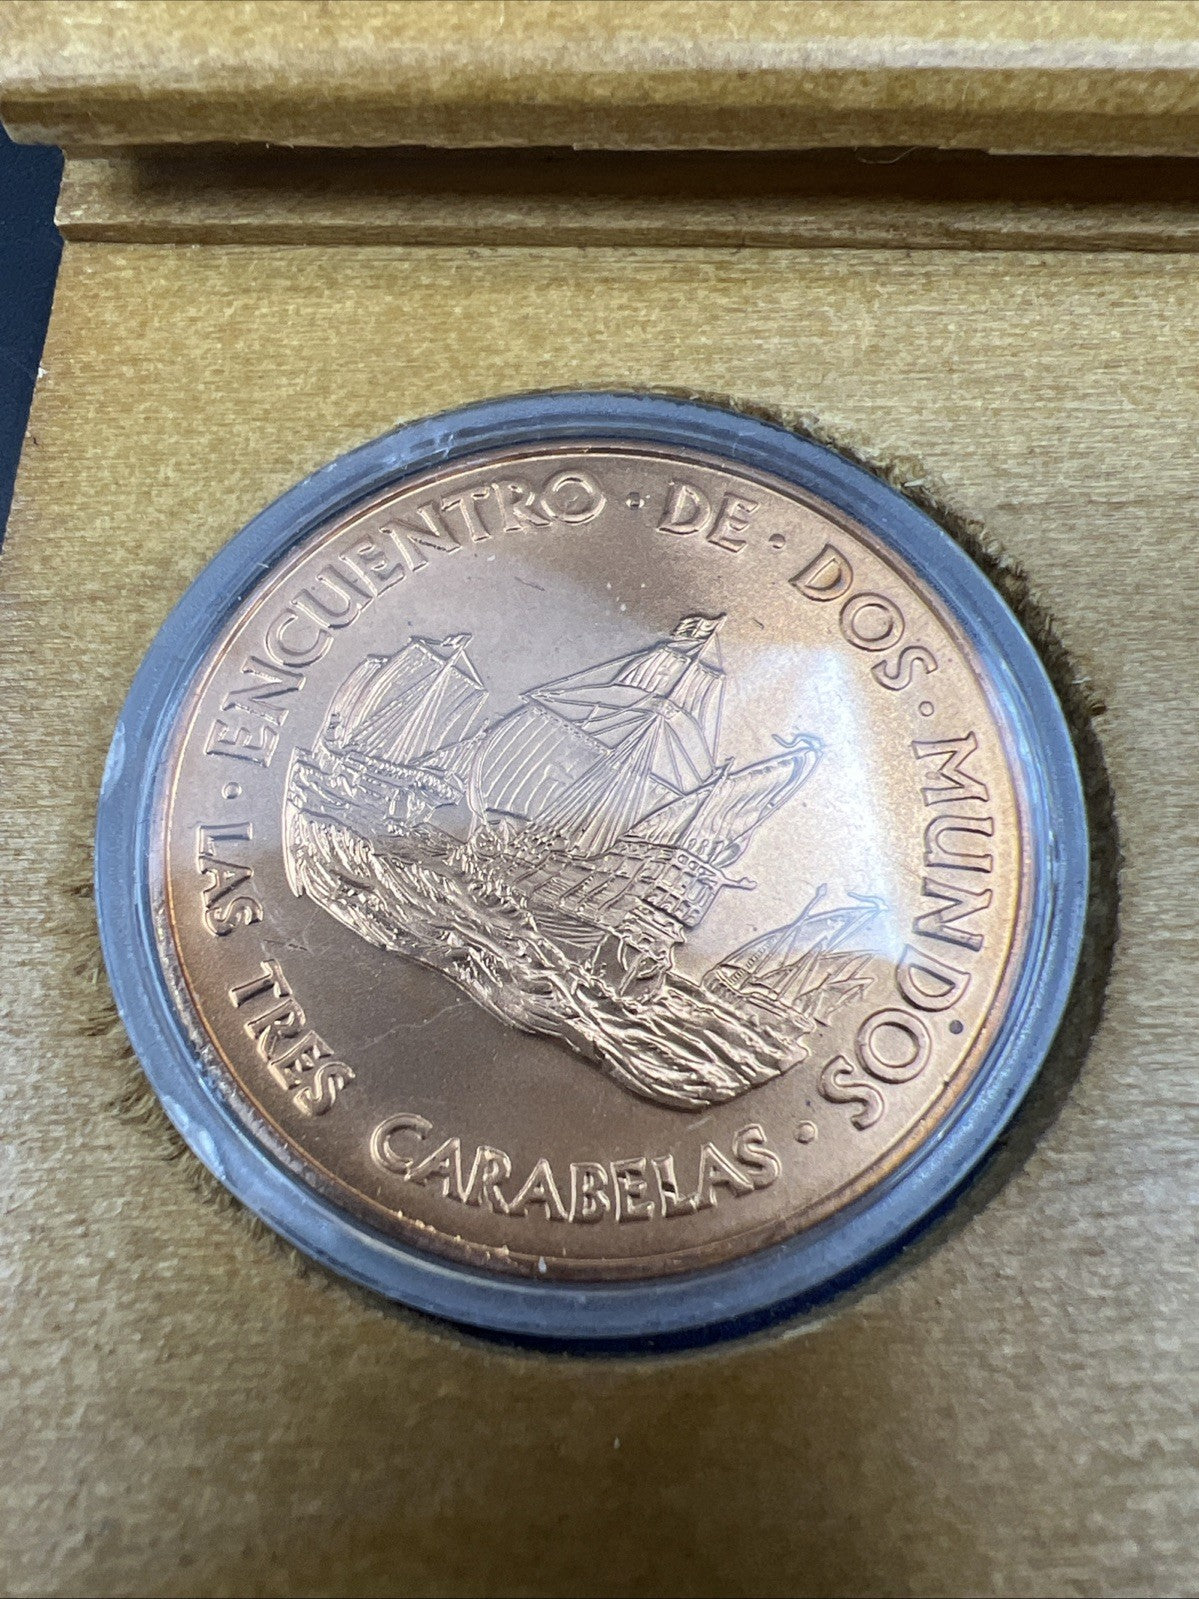 · ENCUENTRO · DE · DOS · MUNDOS ·
LAS TRES CARABELAS